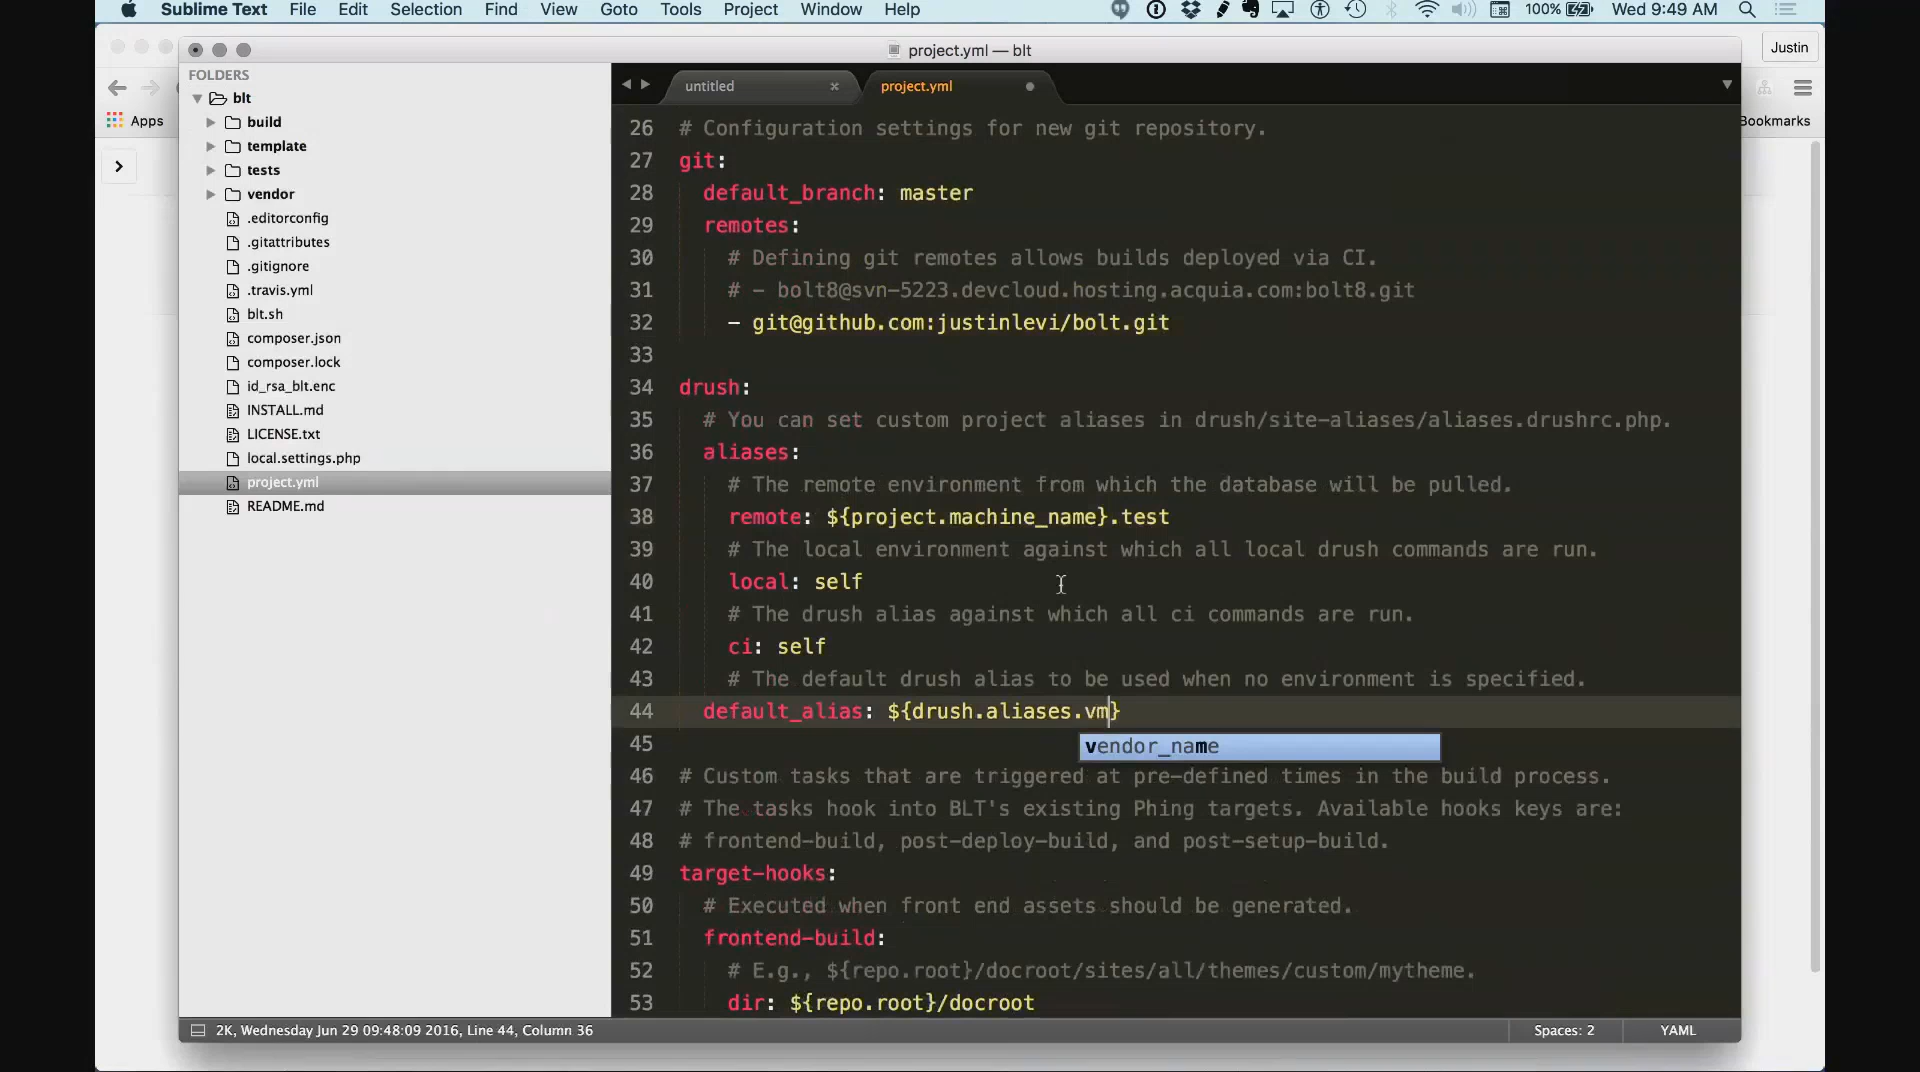 Sublime Text File Edit Selection Find View Goto Tools Project Window Help 100% Wed 9:49 AM
project.yml — blt
Justin
Apps
Bookmarks
FOLDERS
blt
build
template
tests
vendor
.editorconfig
.gitattributes
.gitignore
.travis.yml
blt.sh
composer.json
composer.lock
id_rsa_blt.enc
INSTALL.md
LICENSE.txt
local.settings.php
project.yml
README.md
untitled
project.yml
26 # Configuration settings for new git repository.
27 git:
28 default_branch: master
29 remotes:
30 # Defining git remotes allows builds deployed via CI.
31 # - bolt8@svn-5223.devcloud.hosting.acquia.com:bolt8.git
32 - git@github.com:justinlevi/bolt.git
33
34 drush:
35 # You can set custom project aliases in drush/site-aliases/aliases.drushrc.php.
36 aliases:
37 # The remote environment from which the database will be pulled.
38 remote: ${project.machine_name}.test
39 # The local environment against which all local drush commands are run.
40 local: self
41 # The drush alias against which all ci commands are run.
42 ci: self
43 # The default drush alias to be used when no environment is specified.
44 default_alias: ${drush.aliases.vm}
45
vendor_name
46 # Custom tasks that are triggered at pre-defined times in the build process.
47 # The tasks hook into BLT's existing Phing targets. Available hooks keys are:
48 # frontend-build, post-deploy-build, and post-setup-build.
49 target-hooks:
50 # Executed when front end assets should be generated.
51 frontend-build:
52 # E.g., ${repo.root}/docroot/sites/all/themes/custom/mytheme.
53 dir: ${repo.root}/docroot
2K, Wednesday Jun 29 09:48:09 2016, Line 44, Column 36
Spaces: 2
YAML